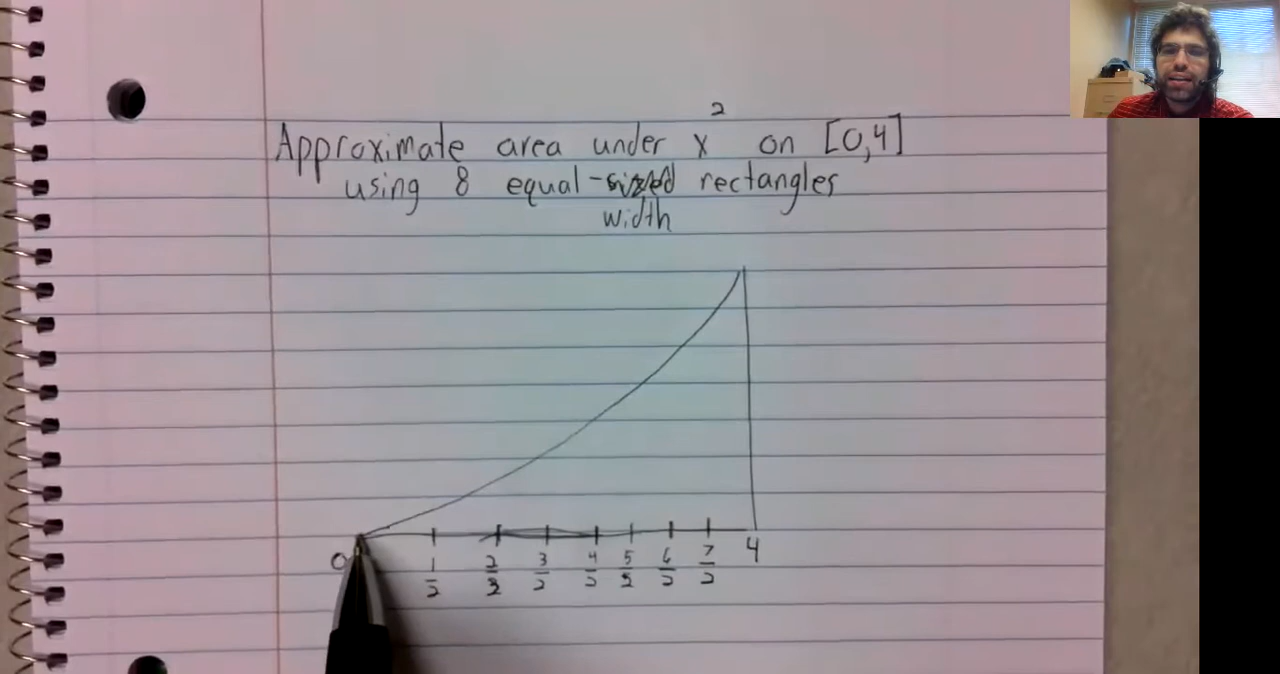 Approximate area under x² on [0,4]
using 8 equal-sized rectangles
width
0 1/2 2/2 3/2 4/2 5/2 6/2 7/2 4